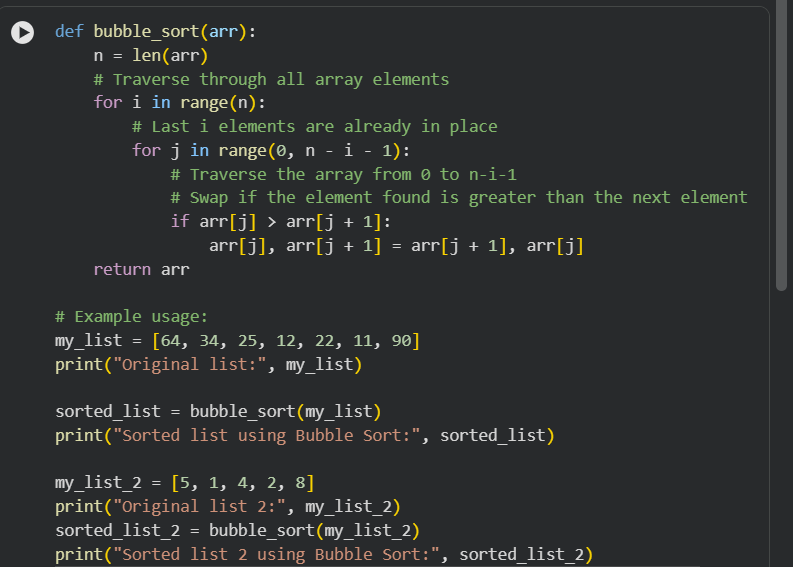 def bubble_sort(arr):
    n = len(arr)
    # Traverse through all array elements
    for i in range(n):
        # Last i elements are already in place
        for j in range(0, n - i - 1):
            # Traverse the array from 0 to n-i-1
            # Swap if the element found is greater than the next element
            if arr[j] > arr[j + 1]:
                arr[j], arr[j + 1] = arr[j + 1], arr[j]
    return arr

# Example usage:
my_list = [64, 34, 25, 12, 22, 11, 90]
print("Original list:", my_list)

sorted_list = bubble_sort(my_list)
print("Sorted list using Bubble Sort:", sorted_list)

my_list_2 = [5, 1, 4, 2, 8]
print("Original list 2:", my_list_2)
sorted_list_2 = bubble_sort(my_list_2)
print("Sorted list 2 using Bubble Sort:", sorted_list_2)